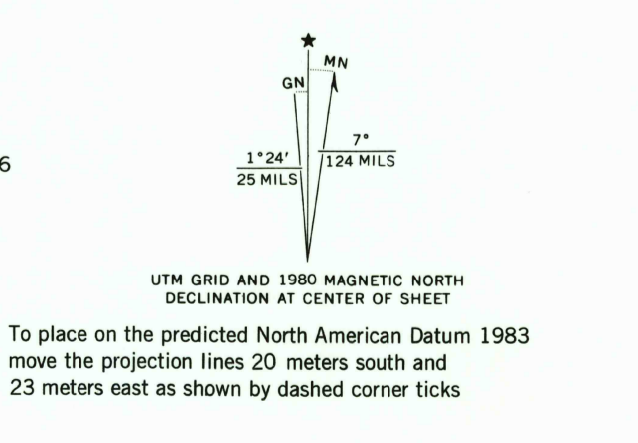 ★
MN
GN
7°
124 MILS
1°24′
25 MILS
6
UTM GRID AND 1980 MAGNETIC NORTH
DECLINATION AT CENTER OF SHEET
To place on the predicted North American Datum 1983
move the projection lines 20 meters south and
23 meters east as shown by dashed corner ticks